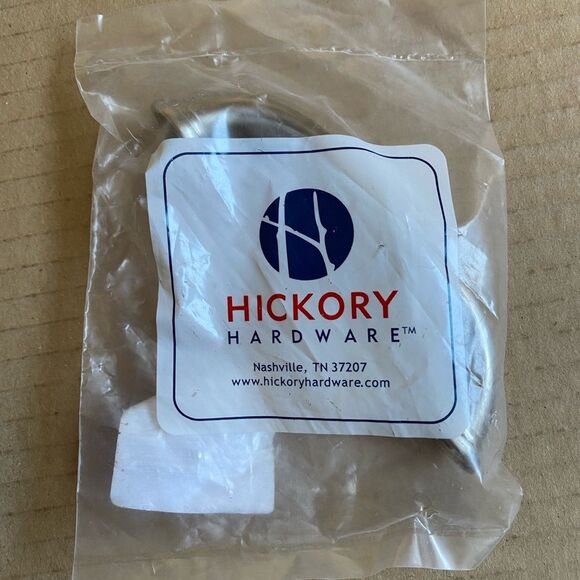 HICKORY
HARDWARE™
Nashville, TN 37207
www.hickoryhardware.com